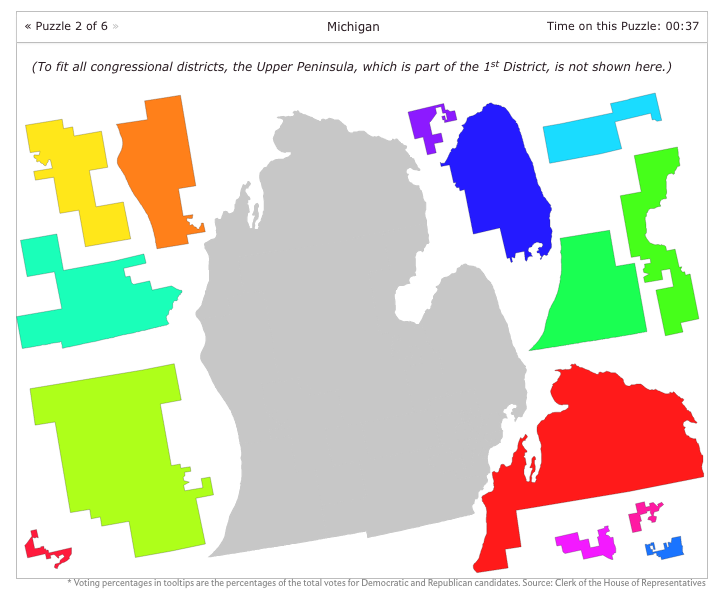 « Puzzle 2 of 6 »
Michigan
Time on this Puzzle: 00:37
(To fit all congressional districts, the Upper Peninsula, which is part of the 1st District, is not shown here.)
* Voting percentages in tooltips are the percentages of the total votes for Democratic and Republican candidates. Source: Clerk of the House of Representatives